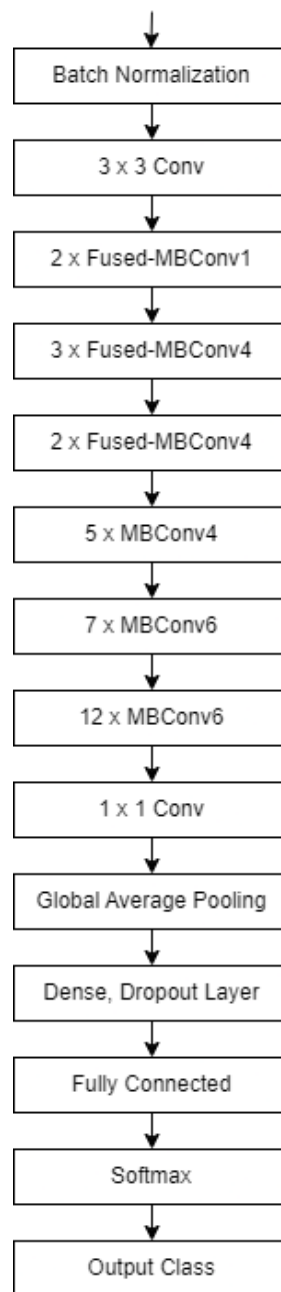 Batch Normalization
3 x 3 Conv
2 x Fused-MBConv1
3 x Fused-MBConv4
2 x Fused-MBConv4
5 x MBConv4
7 x MBConv6
12 x MBConv6
1 x 1 Conv
Global Average Pooling
Dense, Dropout Layer
Fully Connected
Softmax
Output Class